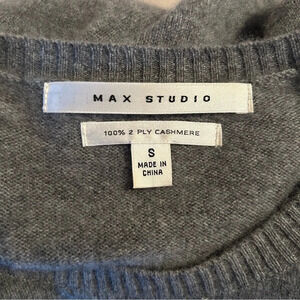 MAX STUDIO
100% 2 PLY CASHMERE
S
MADE IN
CHINA